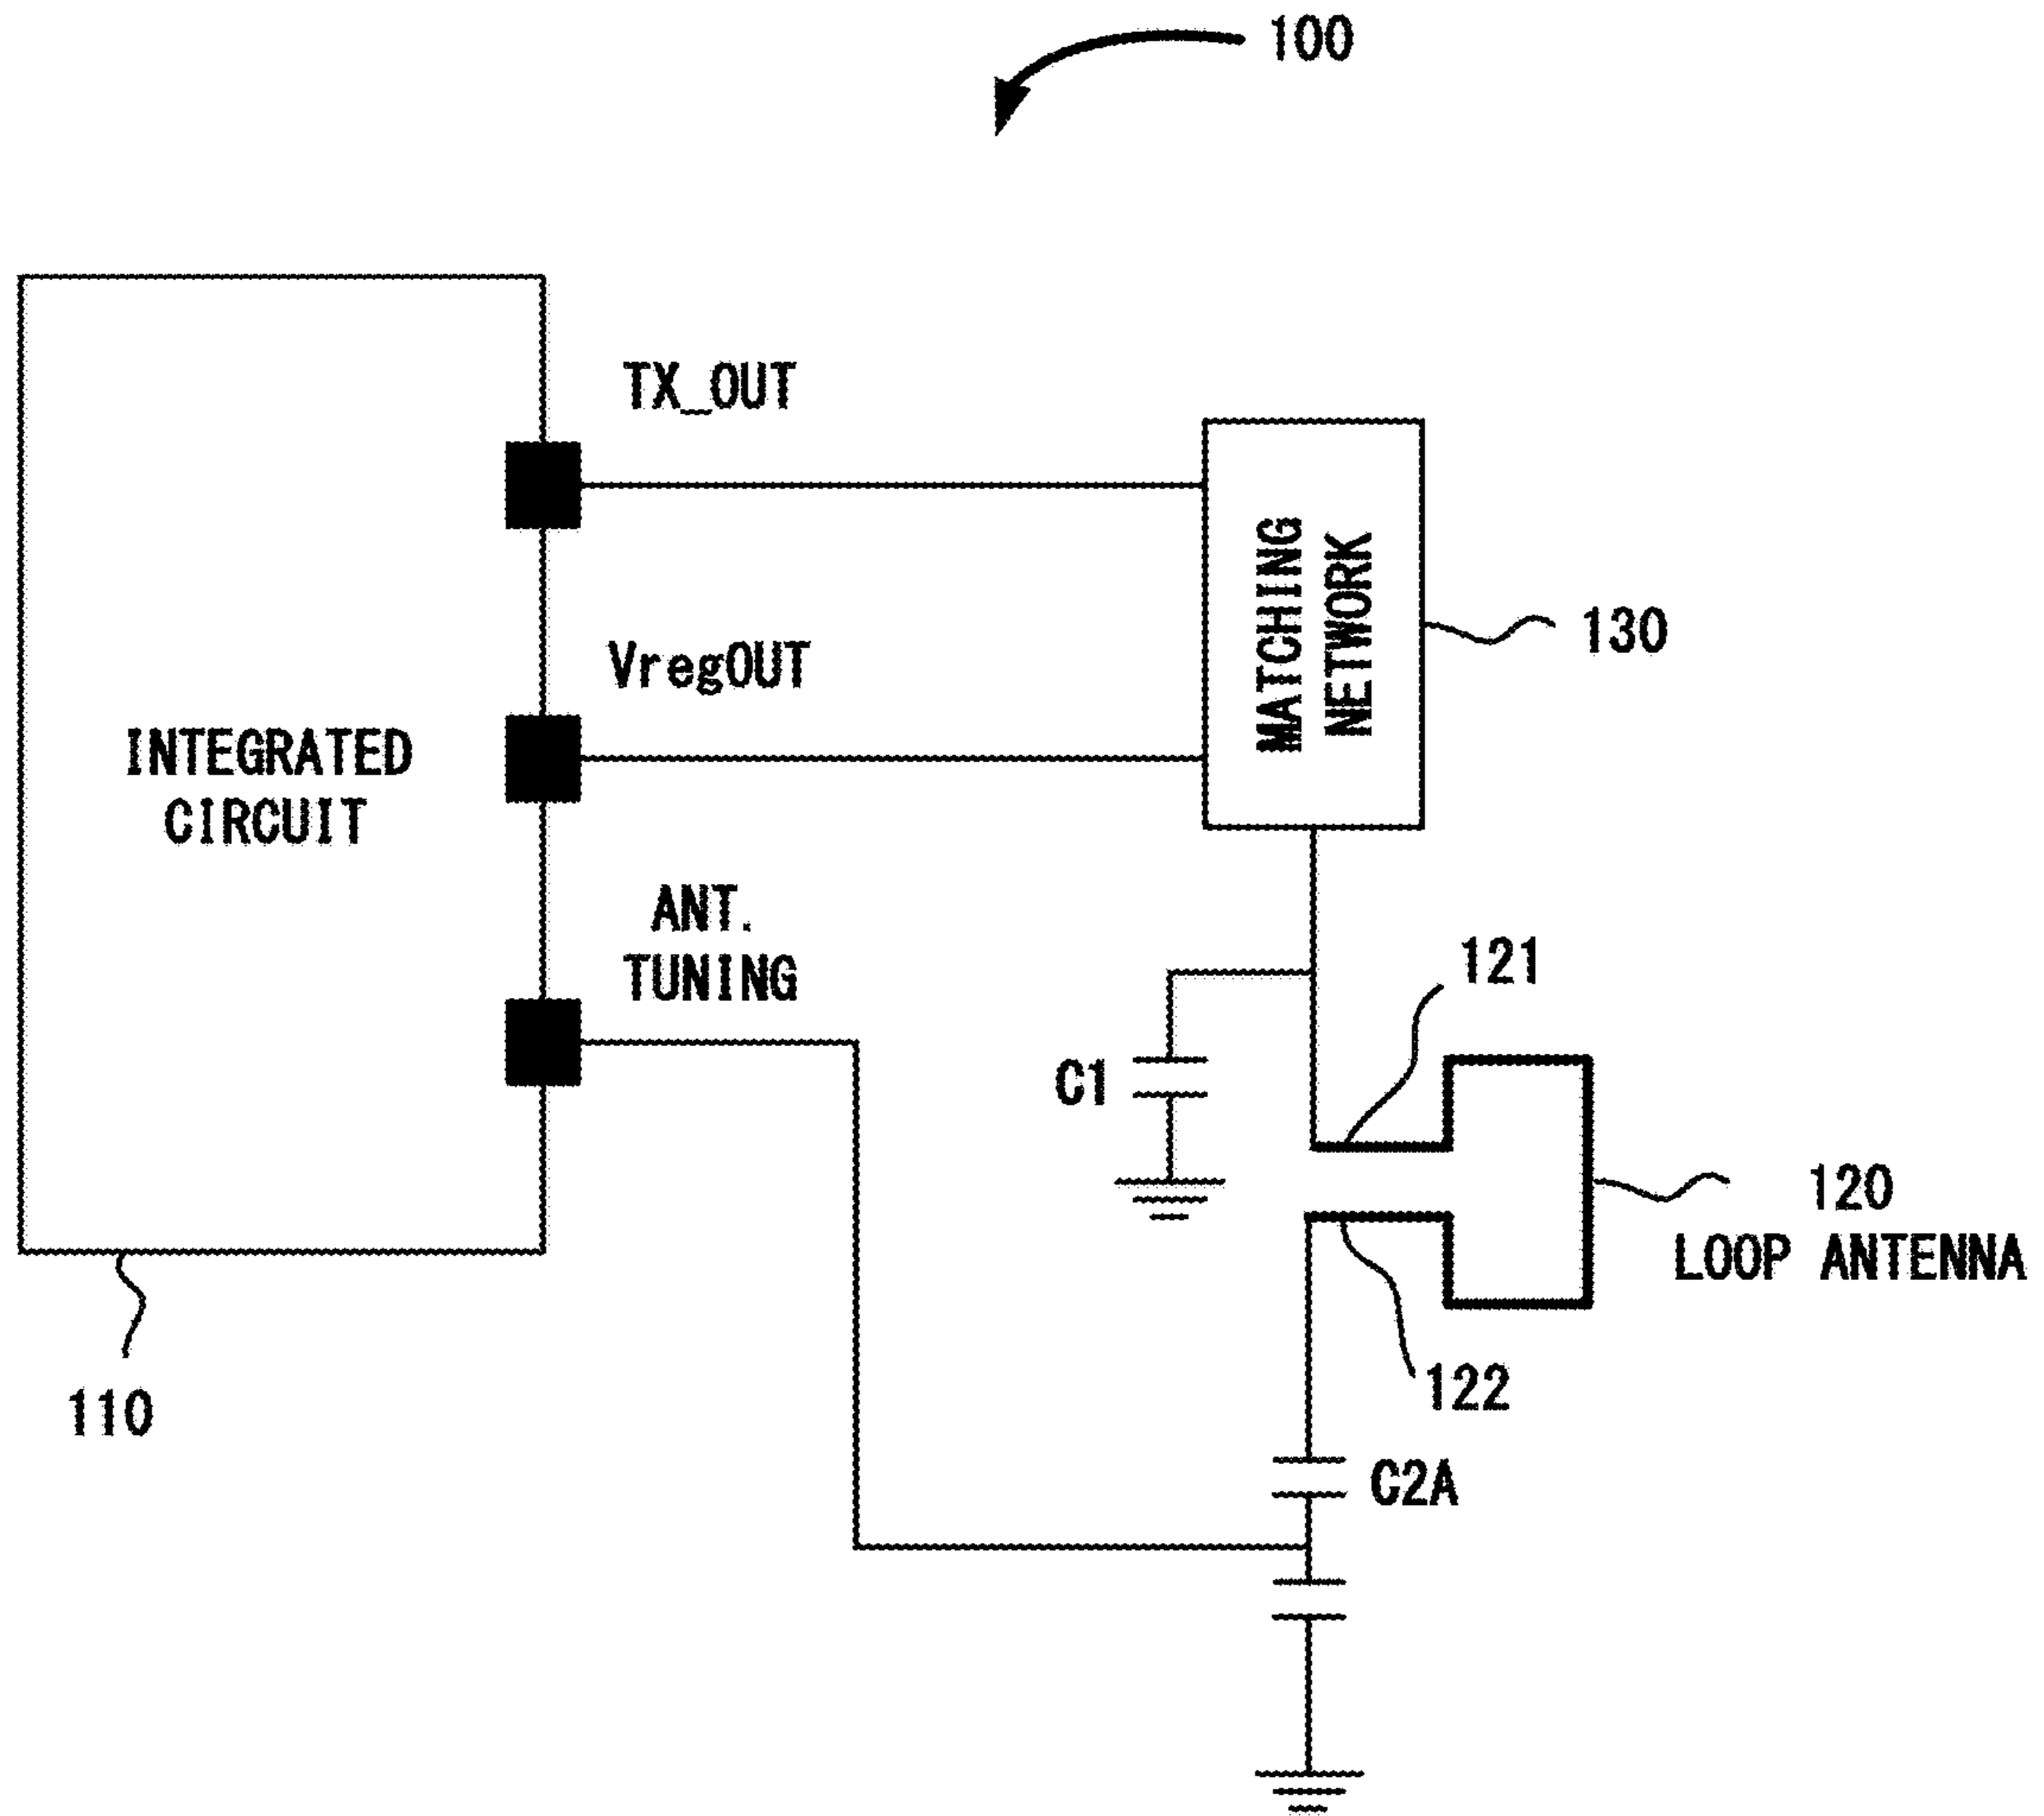 100
TX_OUT
VregOUT
MATCHING
NETWORK
130
INTEGRATED
CIRCUIT
ANT.
TUNING
121
C1
120
LOOP ANTENNA
122
110
C2A